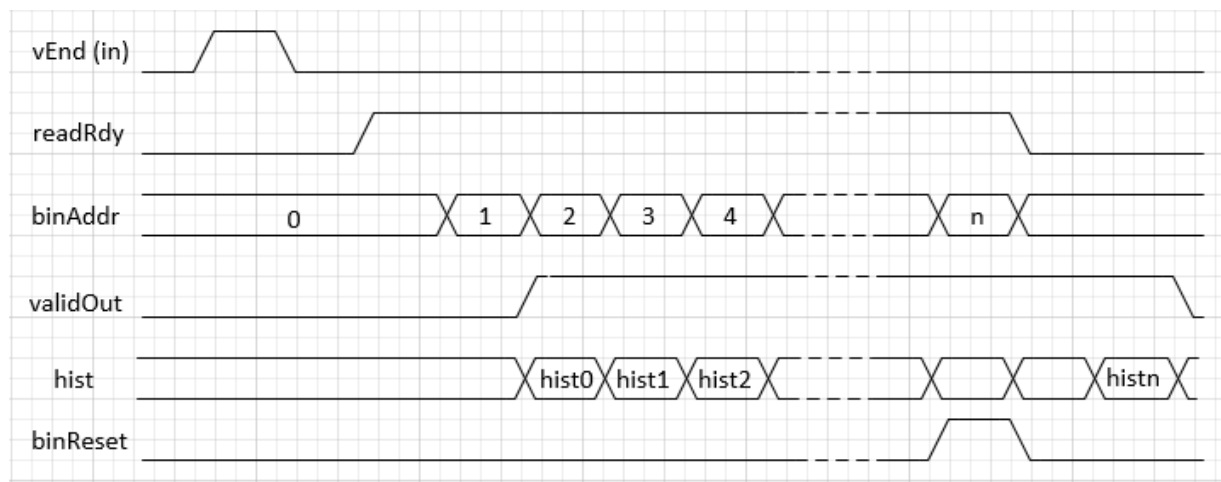 vEnd (in)
readRdy
binAddr 0 1 2 3 4 n
validOut
hist hist0 hist1 hist2 histn
binReset